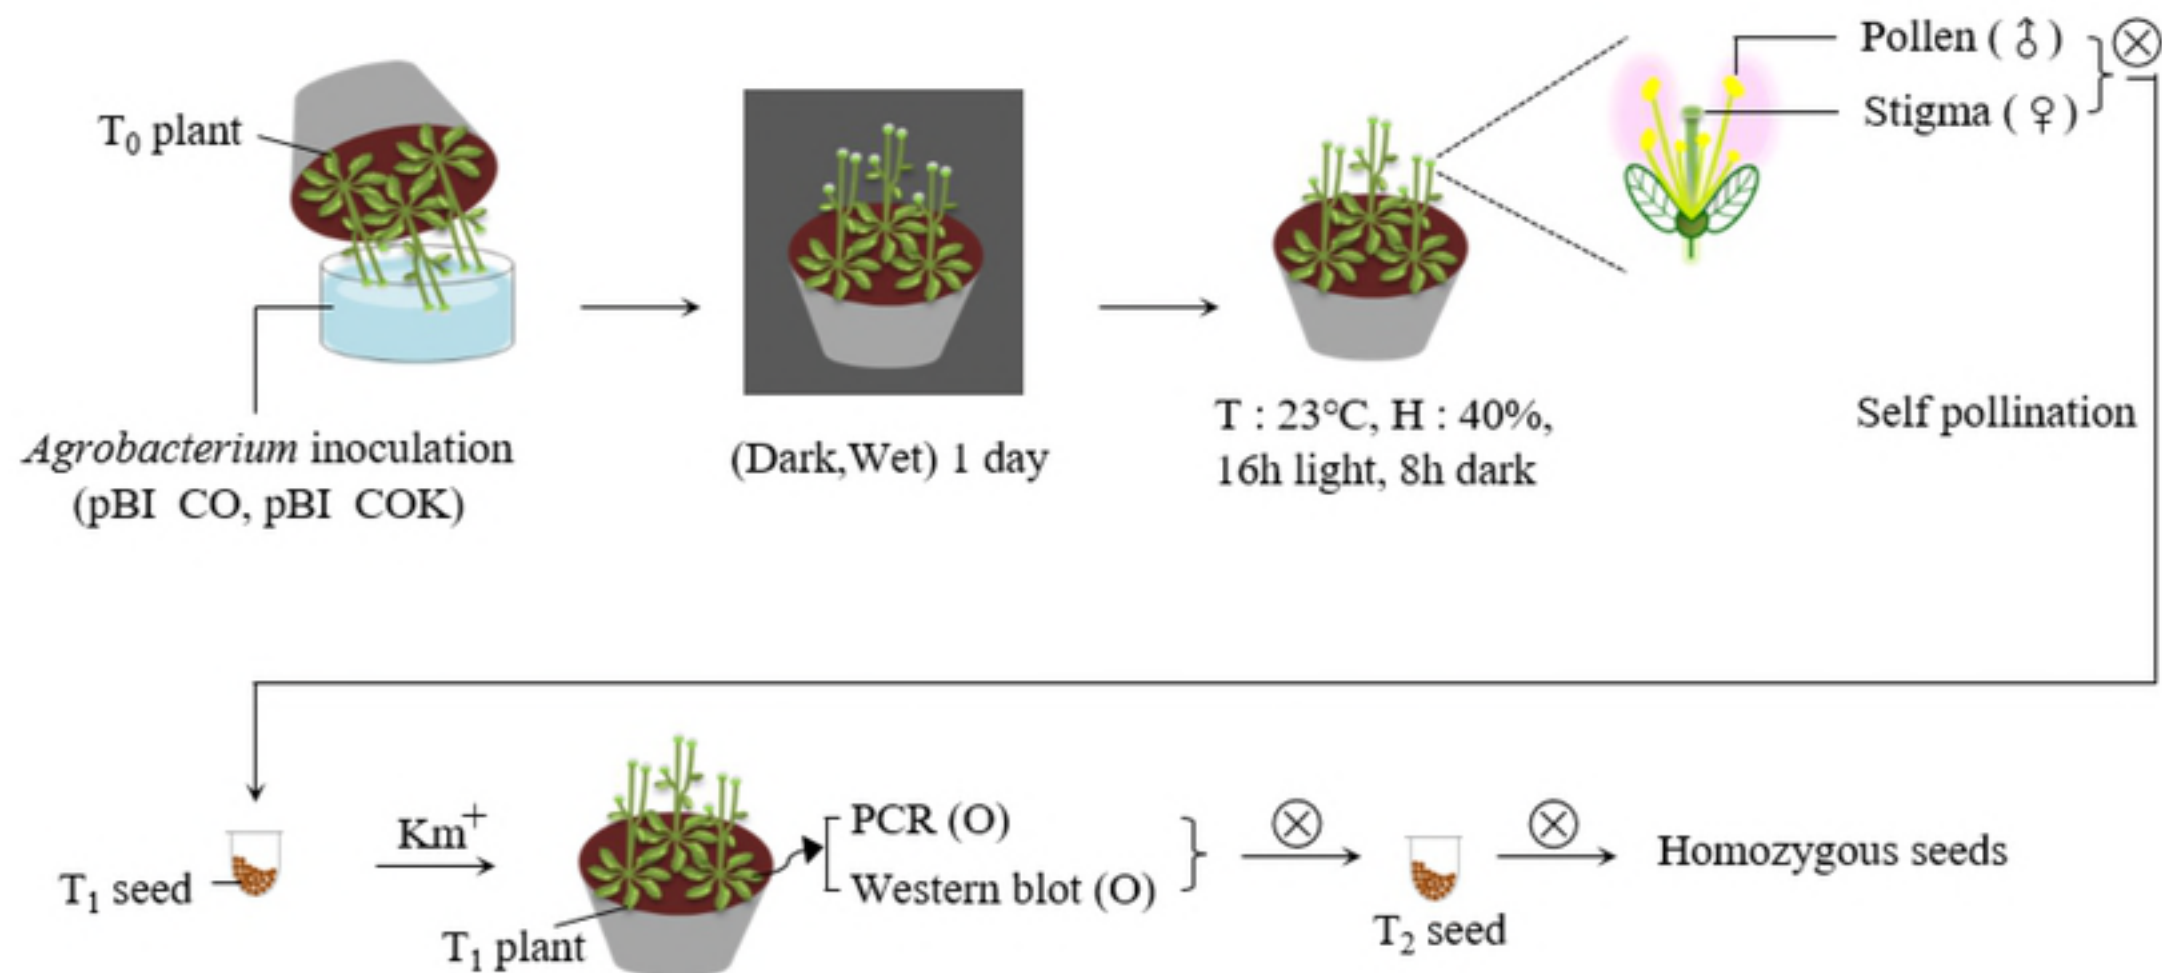 T₀ plant
Agrobacterium inoculation
(pBI CO, pBI COK)
(Dark,Wet) 1 day
T : 23°C, H : 40%,
16h light, 8h dark
Pollen (♂)
Stigma (♀)
Self pollination
T₁ seed
Km⁺
T₁ plant
PCR (O)
Western blot (O)
T₂ seed
Homozygous seeds